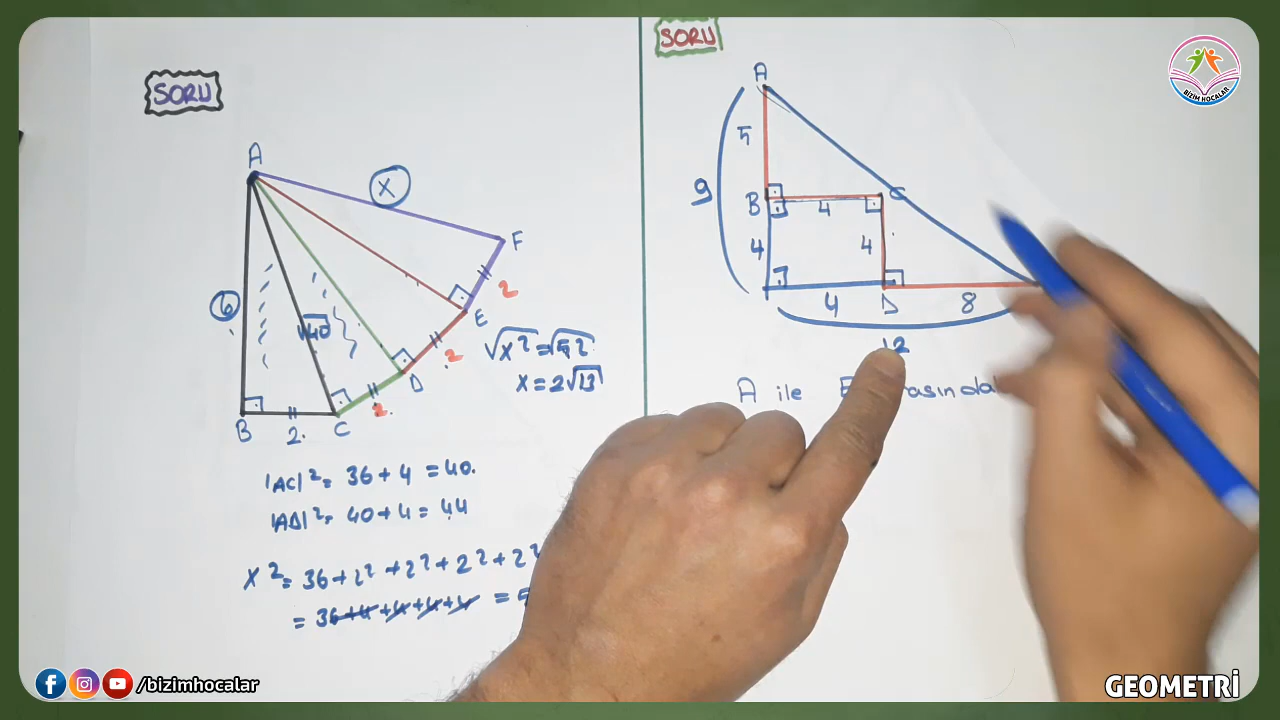 SORU
A
X
F
6
√40
E
2
2
D
2
B
2.
C
√x² = √52
x = 2√13
|AC|² = 36 + 4 = 40.
|AD|² = 40 + 4 = 44
X² = 36 + 2² + 2² + 2² + 2²
= 36 + 4 + 4 + 4 + 4 = 5
SORU
A
5
9
B
4
C
4
4
4
D
8
12
A ile E
BİZİM HOCALAR
/bizimhocalar
GEOMETRİ